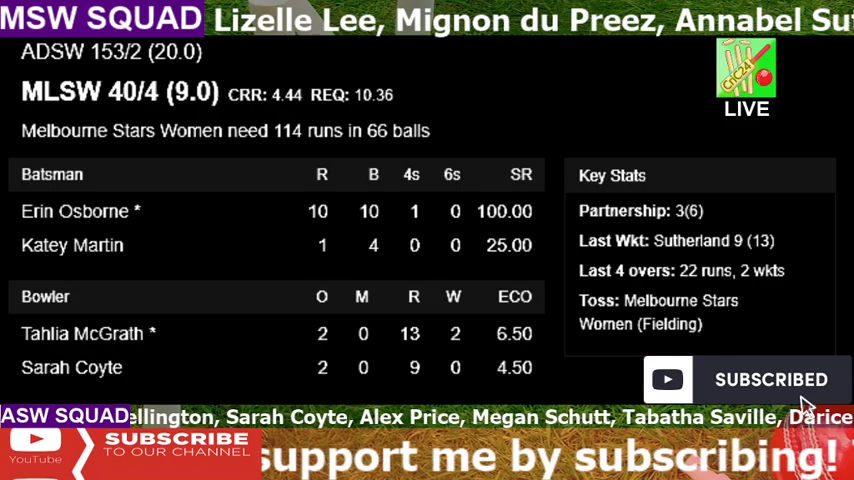 MSW SQUAD Lizelle Lee, Mignon du Preez, Annabel Sut
ADSW 153/2 (20.0)
MLSW 40/4 (9.0) CRR: 4.44 REQ: 10.36
CRIC24
LIVE
Melbourne Stars Women need 114 runs in 66 balls
Batsman R B 4s 6s SR
Erin Osborne * 10 10 1 0 100.00
Katey Martin 1 4 0 0 25.00
Bowler O M R W ECO
Tahlia McGrath * 2 0 13 2 6.50
Sarah Coyte 2 0 9 0 4.50
Key Stats
Partnership: 3(6)
Last Wkt: Sutherland 9 (13)
Last 4 overs: 22 runs, 2 wkts
Toss: Melbourne Stars
Women (Fielding)
SUBSCRIBED
ASW SQUAD ellington, Sarah Coyte, Alex Price, Megan Schutt, Tabatha Saville, Darice
YouTube
SUBSCRIBE
TO OUR CHANNEL
support me by subscribing!